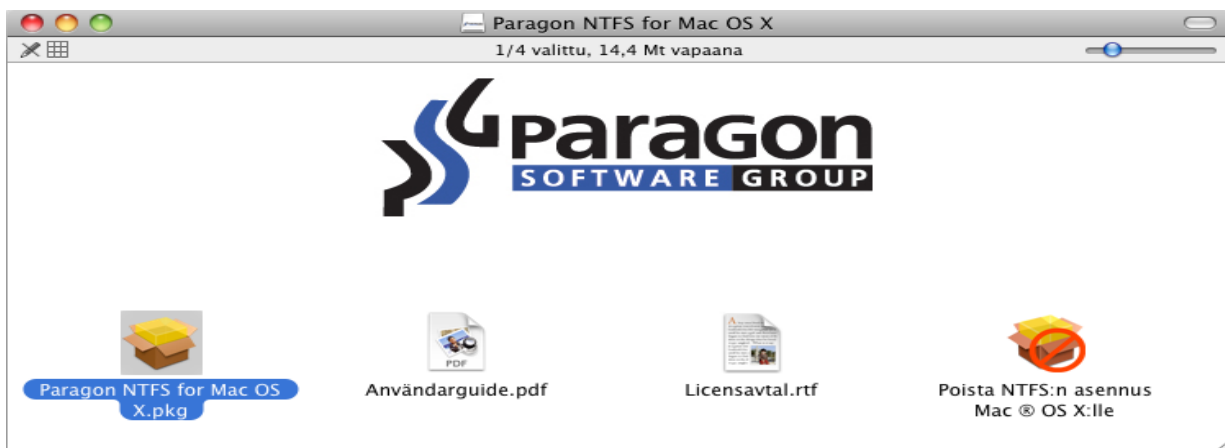 Paragon NTFS for Mac OS X
1/4 valittu, 14,4 Mt vapaana
Paragon
SOFTWARE GROUP
PDF
Paragon NTFS for Mac OS
X.pkg
Användarguide.pdf
Licensavtal.rtf
Poista NTFS:n asennus
Mac ® OS X:lle